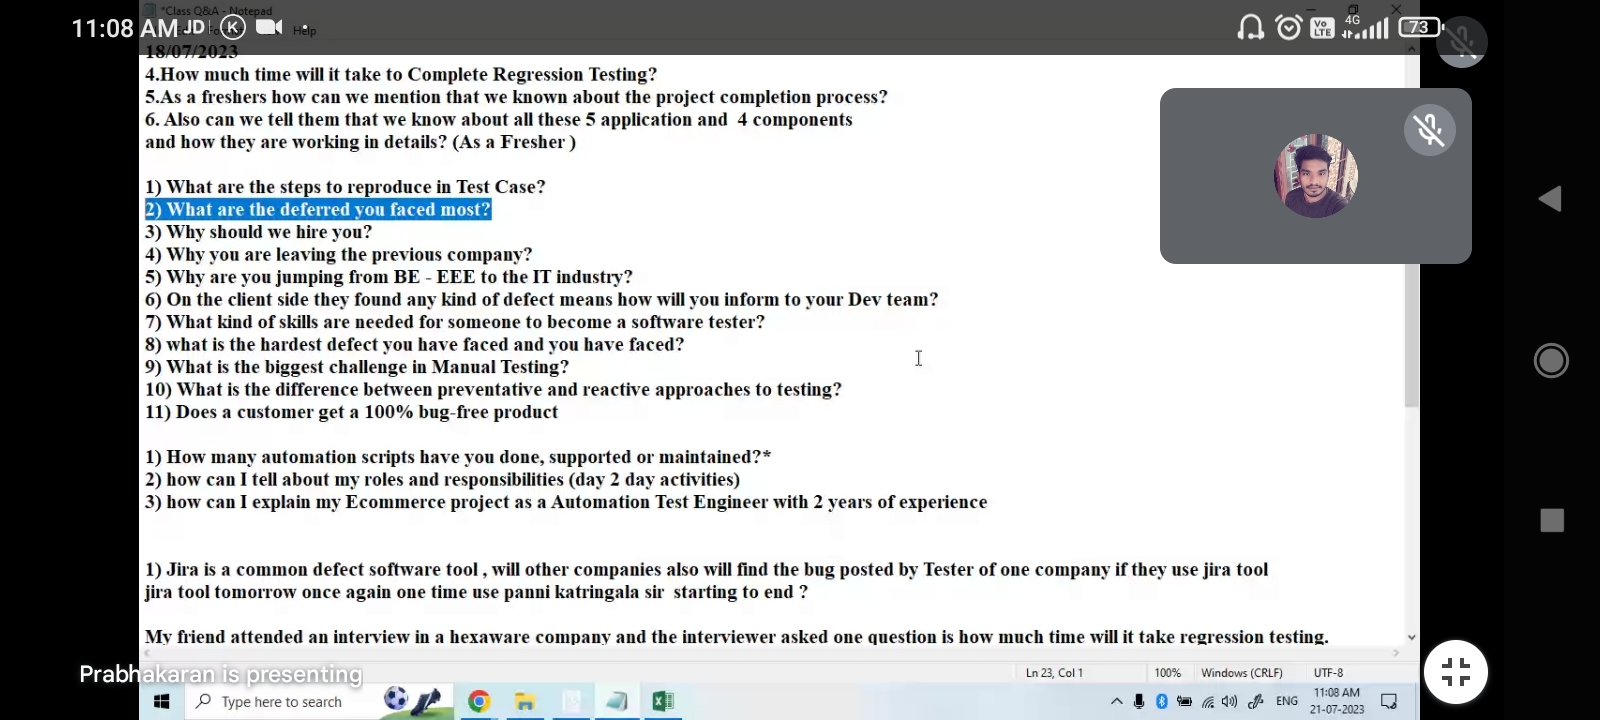 *Class Q&A - Notepad
11:08 AM JD K
Help
Vo LTE 4G 73
18/07/2023
4.How much time will it take to Complete Regression Testing?
5.As a freshers how can we mention that we known about the project completion process?
6. Also can we tell them that we know about all these 5 application and 4 components
and how they are working in details? (As a Fresher )
1) What are the steps to reproduce in Test Case?
2) What are the deferred you faced most?
3) Why should we hire you?
4) Why you are leaving the previous company?
5) Why are you jumping from BE - EEE to the IT industry?
6) On the client side they found any kind of defect means how will you inform to your Dev team?
7) What kind of skills are needed for someone to become a software tester?
8) what is the hardest defect you have faced and you have faced?
9) What is the biggest challenge in Manual Testing?
10) What is the difference between preventative and reactive approaches to testing?
11) Does a customer get a 100% bug-free product
1) How many automation scripts have you done, supported or maintained?*
2) how can I tell about my roles and responsibilities (day 2 day activities)
3) how can I explain my Ecommerce project as a Automation Test Engineer with 2 years of experience
1) Jira is a common defect software tool , will other companies also will find the bug posted by Tester of one company if they use jira tool
jira tool tomorrow once again one time use panni katringala sir starting to end ?
My friend attended an interview in a hexaware company and the interviewer asked one question is how much time will it take regression testing.
Prabhakaran is presenting
Ln 23, Col 1
100%
Windows (CRLF)
UTF-8
Type here to search
ENG
11:08 AM
21-07-2023